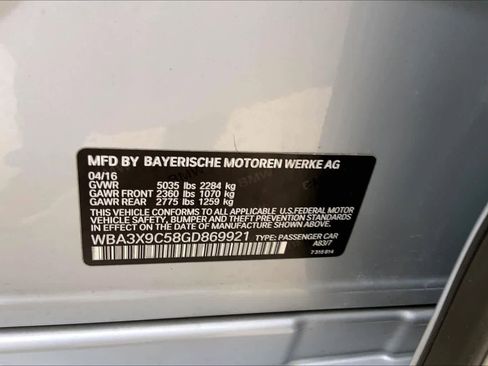 MFD BY BAYERISCHE MOTOREN WERKE AG
04/16
GVWR 5035 lbs 2284 kg
GAWR FRONT 2360 lbs 1070 kg
GAWR REAR 2775 lbs 1259 kg
THIS VEHICLE CONFORMS TO ALL APPLICABLE U.S.FEDERAL MOTOR
VEHICLE SAFETY, BUMPER AND THEFT PREVENTION STANDARDS
IN EFFECT ON THE DATE OF MANUFACTURE SHOWN ABOVE.
WBA3X9C58GD869921 TYPE: PASSENGER CAR
A83/7